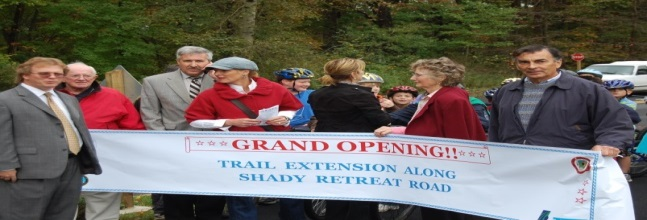 GRAND OPENING!!
TRAIL EXTENSION ALONG
SHADY RETREAT ROAD